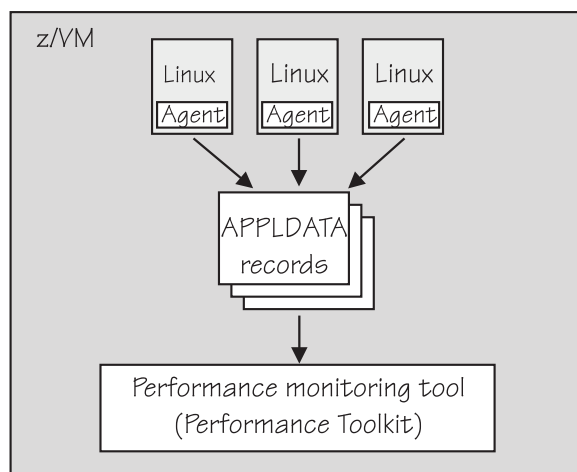 z/VM
Linux
Agent
Linux
Agent
Linux
Agent
APPLDATA
records
Performance monitoring tool
(Performance Toolkit)